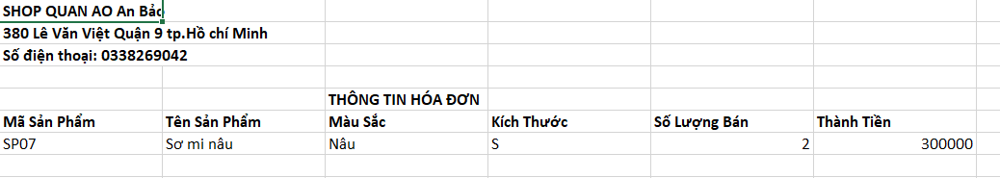 SHOP QUAN AO An Bảo
380 Lê Văn Việt Quận 9 tp.Hồ chí Minh
Số điện thoại: 0338269042
THÔNG TIN HÓA ĐƠN
Mã Sản Phẩm Tên Sản Phẩm Màu Sắc Kích Thước Số Lượng Bán Thành Tiền
SP07 Sơ mi nâu Nâu S 2 300000